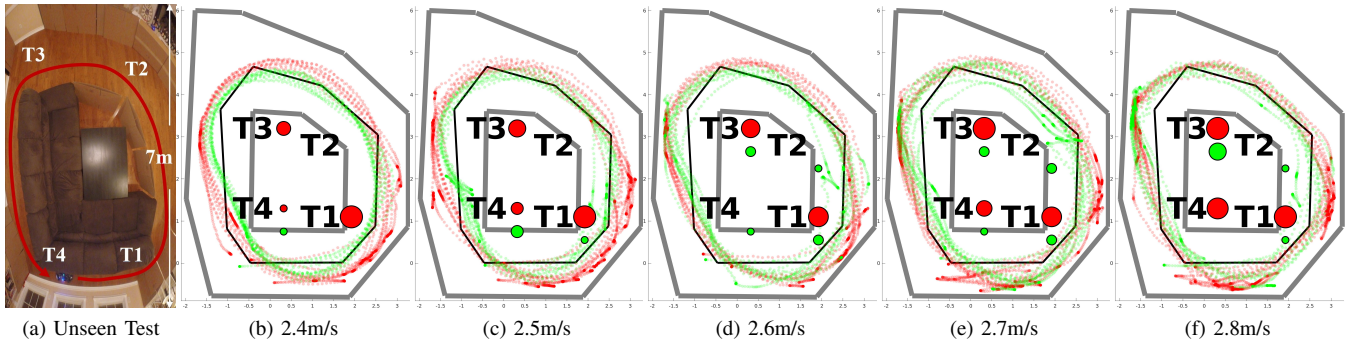 T3
T2
7m
T4
T1
T3
T2
T4
T1
T3
T2
T4
T1
T3
T2
T4
T1
T3
T2
T4
T1
T3
T2
T4
T1
(a) Unseen Test
(b) 2.4m/s
(c) 2.5m/s
(d) 2.6m/s
(e) 2.7m/s
(f) 2.8m/s